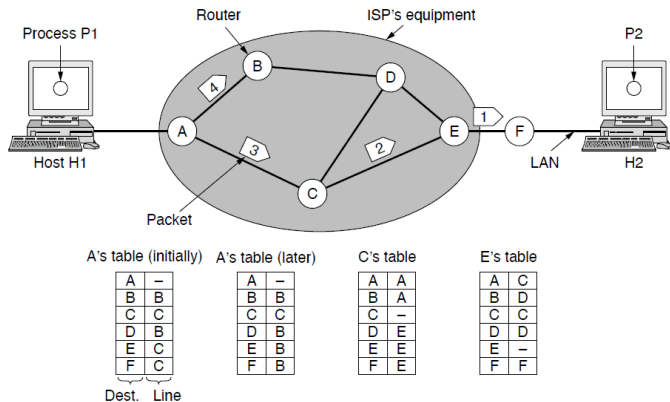 Process P1
Router
ISP's equipment
P2
B
D
4
1
A
E
F
3
2
Host H1
LAN
H2
C
Packet
A's table (initially) A's table (later) C's table E's table
A – A – A A A C
B B B B B A B D
C C C C C – C C
D B D B D E D D
E C E B E E E –
F C F B F E F F
Dest. Line